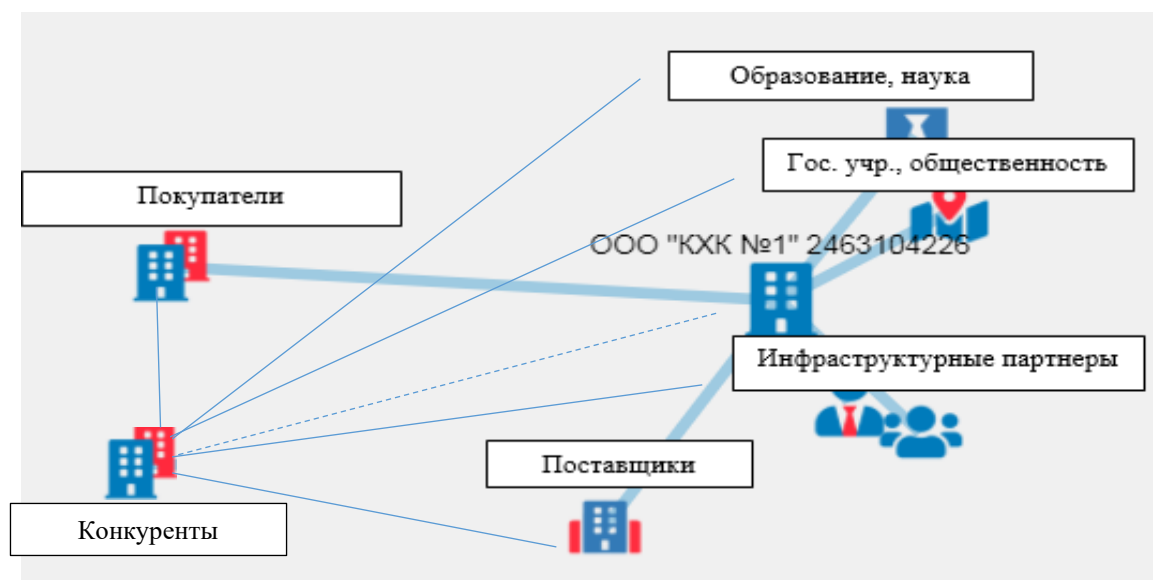 Образование, наука
Гос. учр., общественность
Покупатели
ООО "КХК №1" 2463104226
Инфраструктурные партнеры
Поставщики
Конкуренты